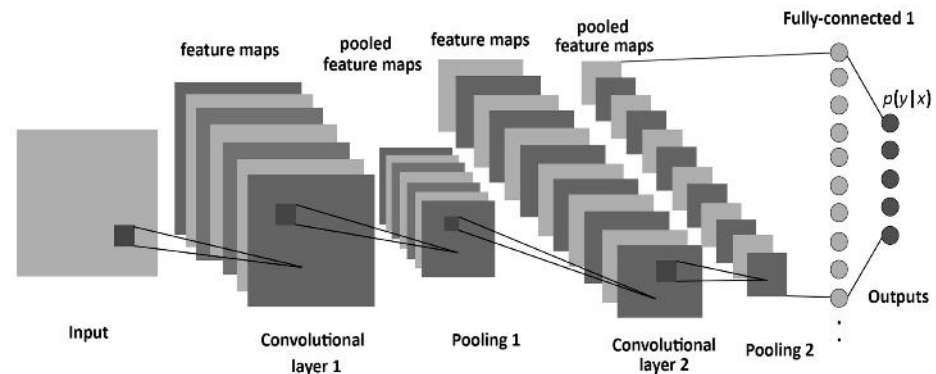 Fully-connected 1
feature maps
pooled
feature maps
feature maps
pooled
feature maps
p(y|x)
Input
Convolutional
layer 1
Pooling 1
Convolutional
layer 2
Pooling 2
Outputs